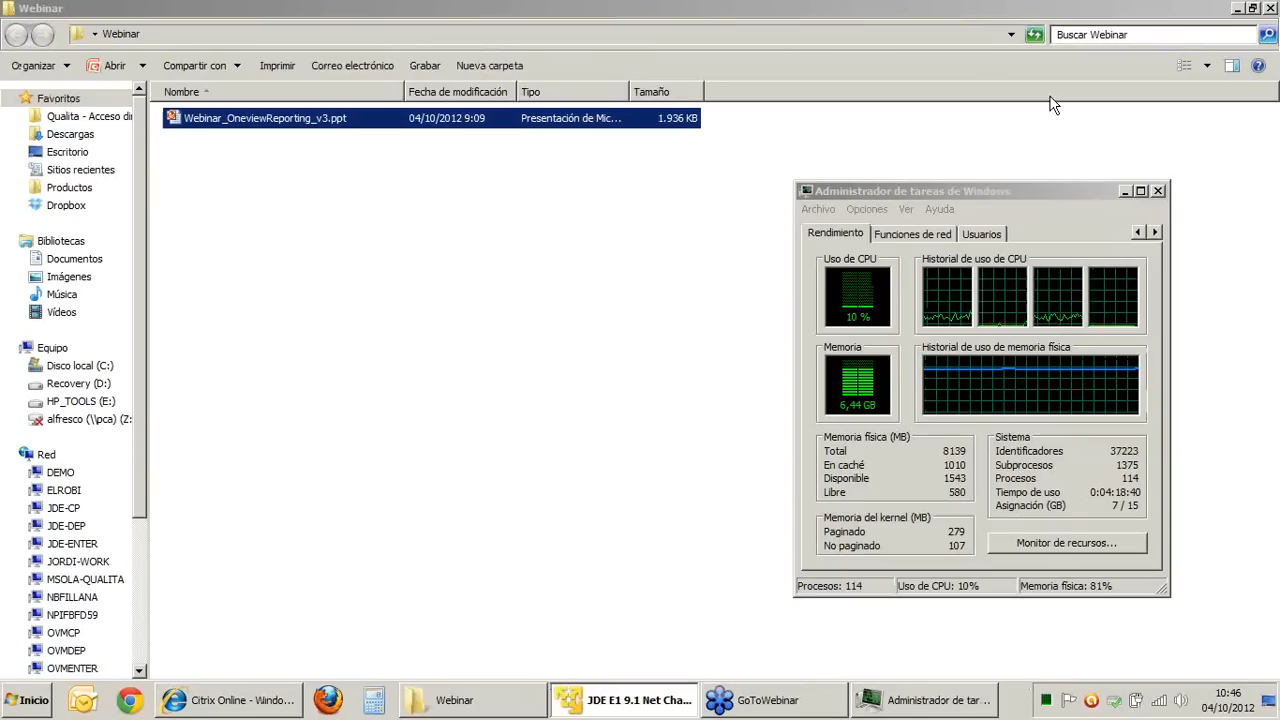 Webinar
Webinar
Buscar Webinar
Organizar Abrir Compartir con Imprimir Correo electrónico Grabar Nueva carpeta
Nombre Fecha de modificación Tipo Tamaño
Webinar_OneviewReporting_v3.ppt 04/10/2012 9:09 Presentación de Mic... 1.936 KB
Favoritos
Qualita - Acceso di
Descargas
Escritorio
Sitios recientes
Productos
Dropbox
Bibliotecas
Documentos
Imágenes
Música
Vídeos
Equipo
Disco local (C:)
Recovery (D:)
HP_TOOLS (E:)
alfresco (\\pca) (Z:
Red
DEMO
ELROBI
JDE-CP
JDE-DEP
JDE-ENTER
JORDI-WORK
MSOLA-QUALITA
NBFILLANA
NPIFBFD59
OVMCP
OVMDEP
OVMENTER
Administrador de tareas de Windows
Archivo Opciones Ver Ayuda
Rendimiento Funciones de red Usuarios
Uso de CPU Historial de uso de CPU
10 %
Memoria Historial de uso de memoria física
6,44 GB
Memoria física (MB)
Total 8139
En caché 1010
Disponible 1543
Libre 580
Memoria del kernel (MB)
Paginado 279
No paginado 107
Sistema
Identificadores 37223
Subprocesos 1375
Procesos 114
Tiempo de uso 0:04:18:40
Asignación (GB) 7 / 15
Monitor de recursos...
Procesos: 114 Uso de CPU: 10% Memoria física: 81%
Inicio Citrix Online - Windo... Webinar JDE E1 9.1 Net Cha... GoToWebinar Administrador de tar...
10:46
04/10/2012